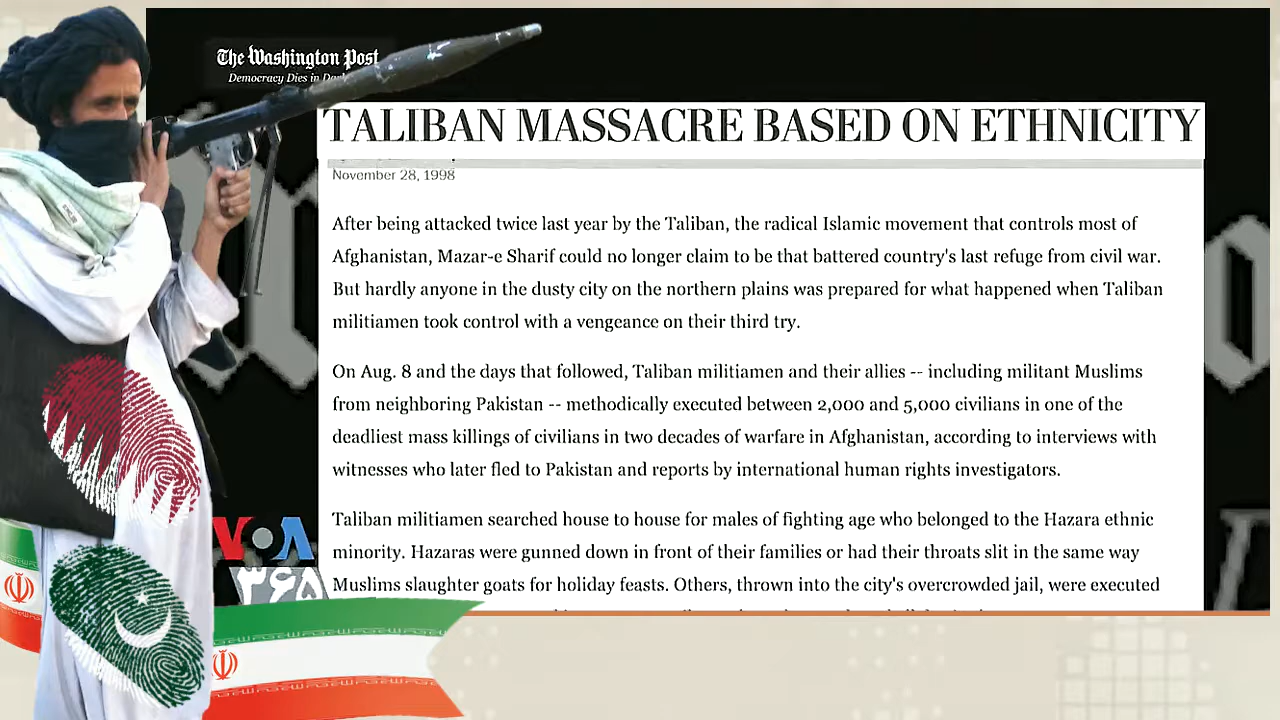 The Washington Post
Democracy Dies in
TALIBAN MASSACRE BASED ON ETHNICITY
November 28, 1998
After being attacked twice last year by the Taliban, the radical Islamic movement that controls most of
Afghanistan, Mazar-e Sharif could no longer claim to be that battered country's last refuge from civil war.
But hardly anyone in the dusty city on the northern plains was prepared for what happened when Taliban
militiamen took control with a vengeance on their third try.
On Aug. 8 and the days that followed, Taliban militiamen and their allies -- including militant Muslims
from neighboring Pakistan -- methodically executed between 2,000 and 5,000 civilians in one of the
deadliest mass killings of civilians in two decades of warfare in Afghanistan, according to interviews with
witnesses who later fled to Pakistan and reports by international human rights investigators.
Taliban militiamen searched house to house for males of fighting age who belonged to the Hazara ethnic
minority. Hazaras were gunned down in front of their families or had their throats slit in the same way
Muslims slaughter goats for holiday feasts. Others, thrown into the city's overcrowded jail, were executed
VOA
۳۶۵